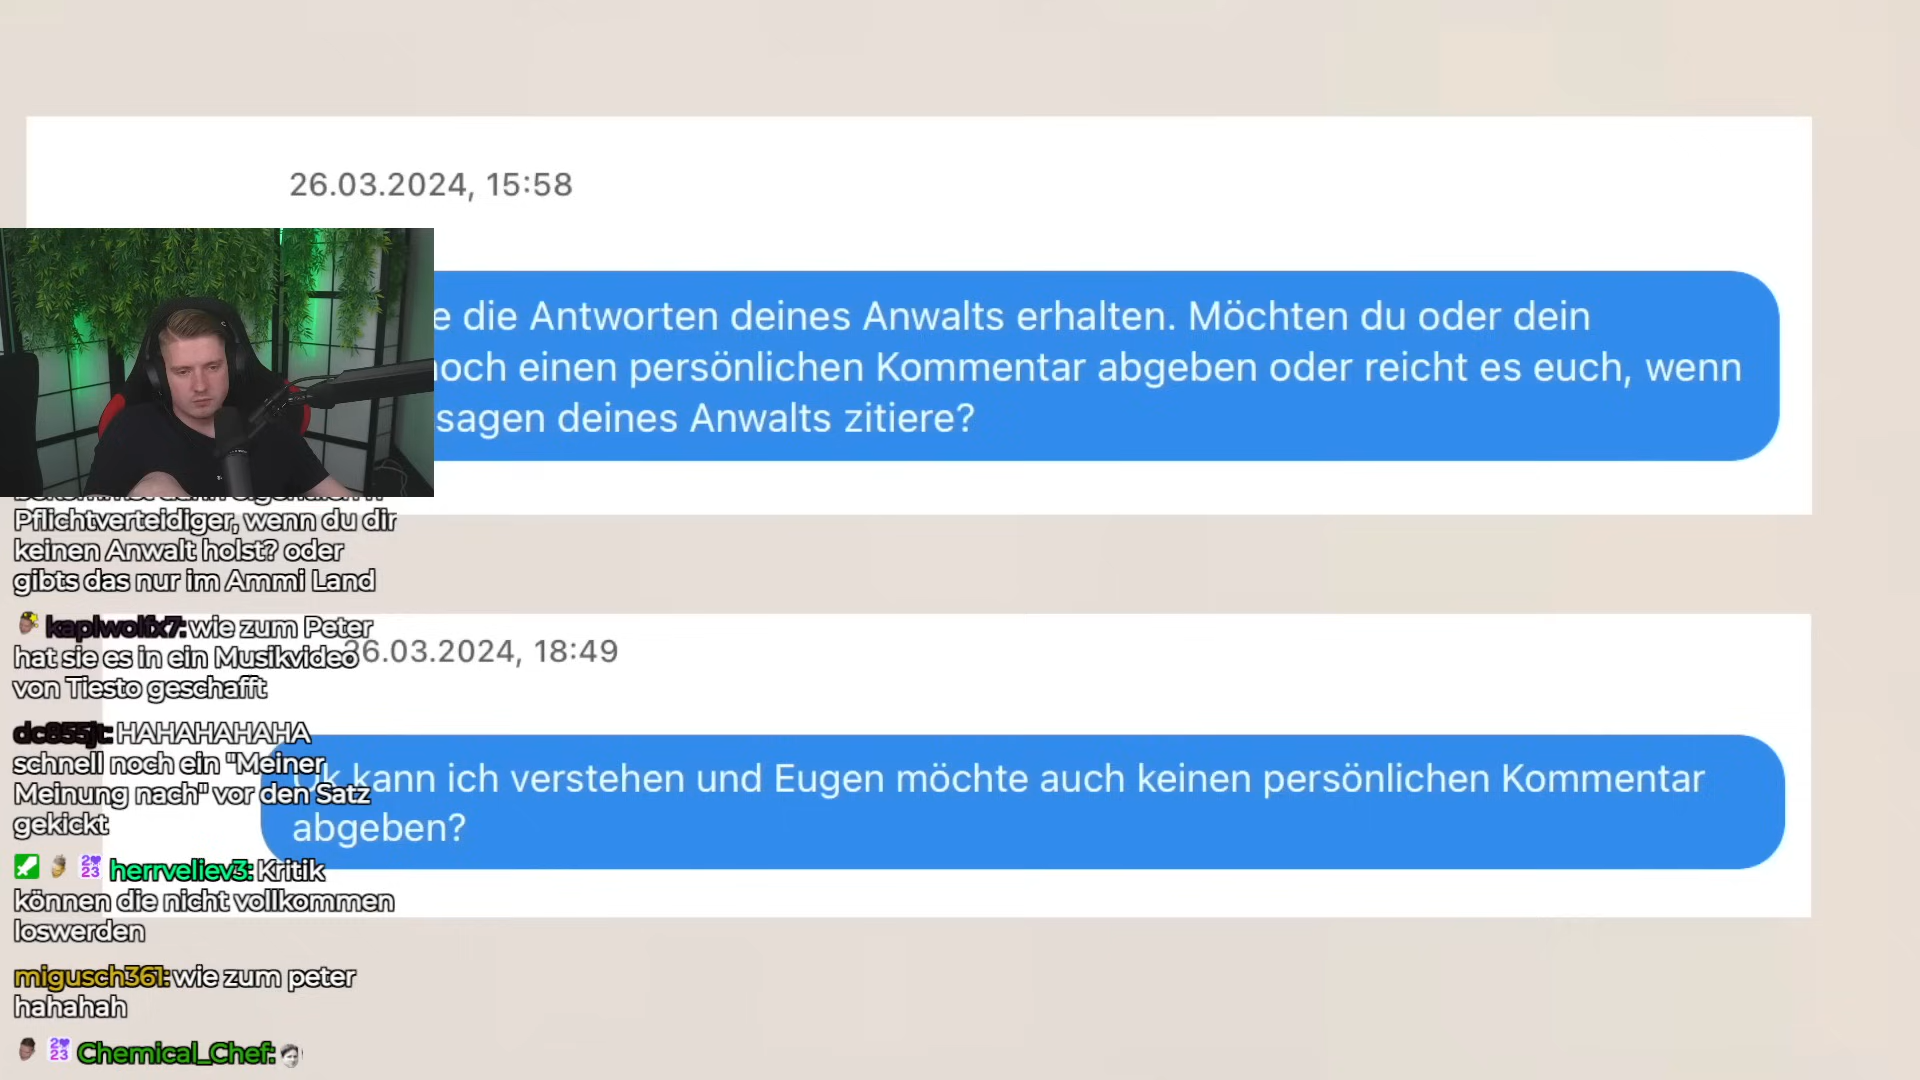 26.03.2024, 15:58
e die Antworten deines Anwalts erhalten. Möchten du oder dein
noch einen persönlichen Kommentar abgeben oder reicht es euch, wenn
sagen deines Anwalts zitiere?
Pflichtverteidiger, wenn du dir
keinen Anwalt holst? oder
gibts das nur im Ammi Land
kaplwolfx7: wie zum Peter
hat sie es in ein Musikvideo
von Tiesto geschafft
26.03.2024, 18:49
dc855jt: HAHAHAHAHA
schnell noch ein "Meiner
Meinung nach" vor den Satz
gekickt
Ok kann ich verstehen und Eugen möchte auch keinen persönlichen Kommentar
abgeben?
herrveliev3: Kritik
können die nicht vollkommen
loswerden
migusch361: wie zum peter
hahahah
Chemical_Chef: